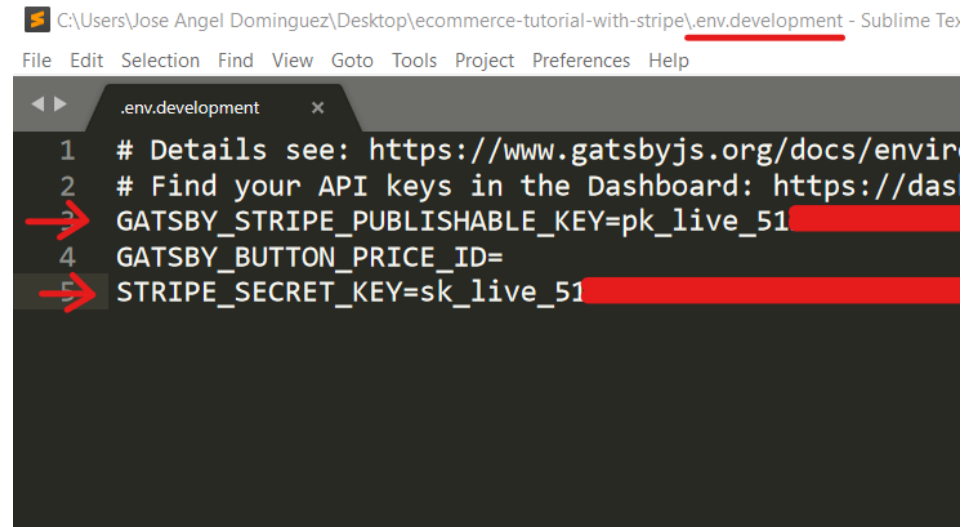 C:\Users\Jose Angel Dominguez\Desktop\ecommerce-tutorial-with-stripe\.env.development - Sublime Tex
File Edit Selection Find View Goto Tools Project Preferences Help
.env.development ×
1 # Details see: https://www.gatsbyjs.org/docs/envir
2 # Find your API keys in the Dashboard: https://das
3 GATSBY_STRIPE_PUBLISHABLE_KEY=pk_live_51
4 GATSBY_BUTTON_PRICE_ID=
5 STRIPE_SECRET_KEY=sk_live_51